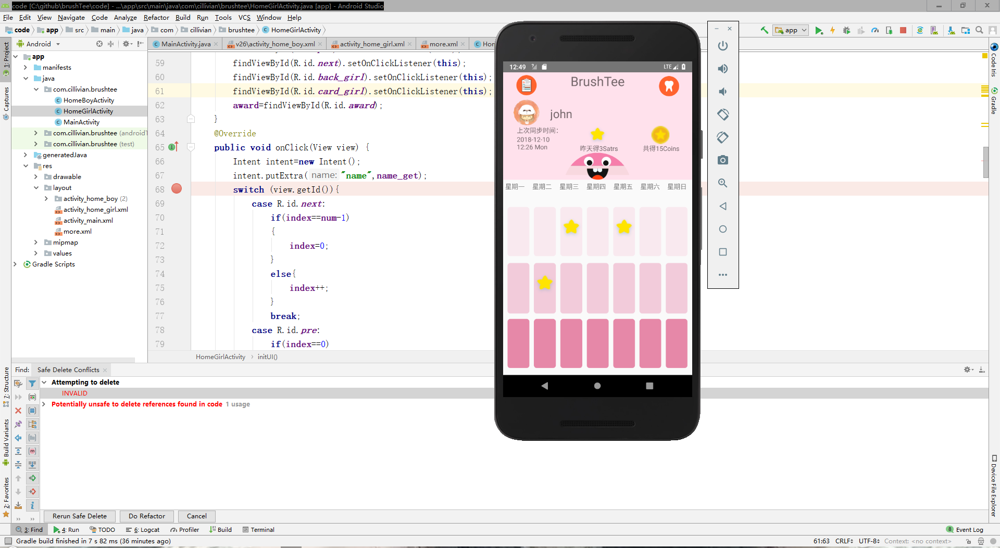 code [C:\github\brushTee\code] - ...\app\src\main\java\com\cillivian\brushtee\HomeGirlActivity.java [app] - Android Studio
File Edit View Navigate Code Analyze Refactor Build Run Tools VCS Window Help
code app src main java com cillivian brushtee HomeGirlActivity
app
Android
MainActivity.java v26\activity_home_boy.xml activity_home_girl.xml more.xml Hon
1: Project
Captures
7: Structure
Build Variants
2: Favorites
app
manifests
java
com.cillivian.brushtee
HomeBoyActivity
HomeGirlActivity
MainActivity
com.cillivian.brushtee (androidT
com.cillivian.brushtee (test)
generatedJava
res
drawable
layout
activity_home_boy (2)
activity_home_girl.xml
activity_main.xml
more.xml
mipmap
values
Gradle Scripts
59 findViewById(R.id.next).setOnClickListener(this);
60 findViewById(R.id.back_girl).setOnClickListener(this);
61 findViewById(R.id.card_girl).setOnClickListener(this);
62 award=findViewById(R.id.award);
63 }
64 @Override
65 public void onClick(View view) {
66 Intent intent=new Intent();
67 intent.putExtra( name: "name",name_get);
68 switch (view.getId()){
69 case R.id.next:
70 if(index==num-1)
71 {
72 index=0;
73 }
74 else{
75 index++;
76 }
77 break;
78 case R.id.pre:
79 if(index==0)
HomeGirlActivity › initUI()
12:49 LTE
BrushTee
john
上次同步时间：
2018-12-10
12:26 Mon
昨天得3Satrs
共得15Coins
星期一 星期二 星期三 星期四 星期五 星期六 星期日
Code Iris
Gradle
Device File Explorer
Find: Safe Delete Conflicts
Attempting to delete
INVALID
Potentially unsafe to delete references found in code 1 usage
Rerun Safe Delete Do Refactor Cancel
3: Find 4: Run TODO 6: Logcat Profiler Build Terminal 8 Event Log
Gradle build finished in 7 s 82 ms (36 minutes ago) 61:63 CRLF UTF-8 Context: <no context>